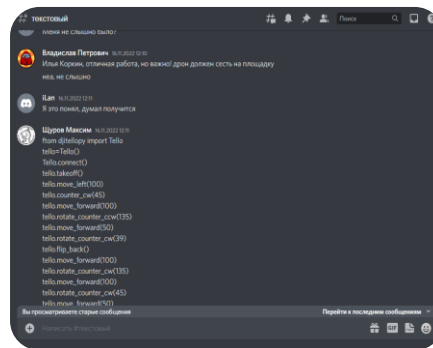 текстовый
Поиск
меня не слышно было?
Владислав Петрович 16.11.2022 12:10
Илья Коркин, отличная работа, но важно! дрон должен сесть на площадку
неа, не слышно
iLan 16.11.2022 12:11
Я это понял, думал получится
Щуров Максим 16.11.2022 12:11
from djitellopy import Tello
tello=Tello()
Tello.connect()
tello.takeoff()
tello.move_left(100)
tello.counter_cw(45)
tello.move_forward(100)
tello.rotate_counter_ccw(135)
tello.move_forward(50)
tello.rotate_counter_cw(39)
tello.flip_back()
tello.move_forward(100)
tello.rotate_counter_cw(135)
tello.move_forward(100)
tello.rotate_counter_cw(45)
tello.move_forward(50)
Вы просматриваете старые сообщения
Перейти к последним сообщениям
Написать #текстовый
GIF